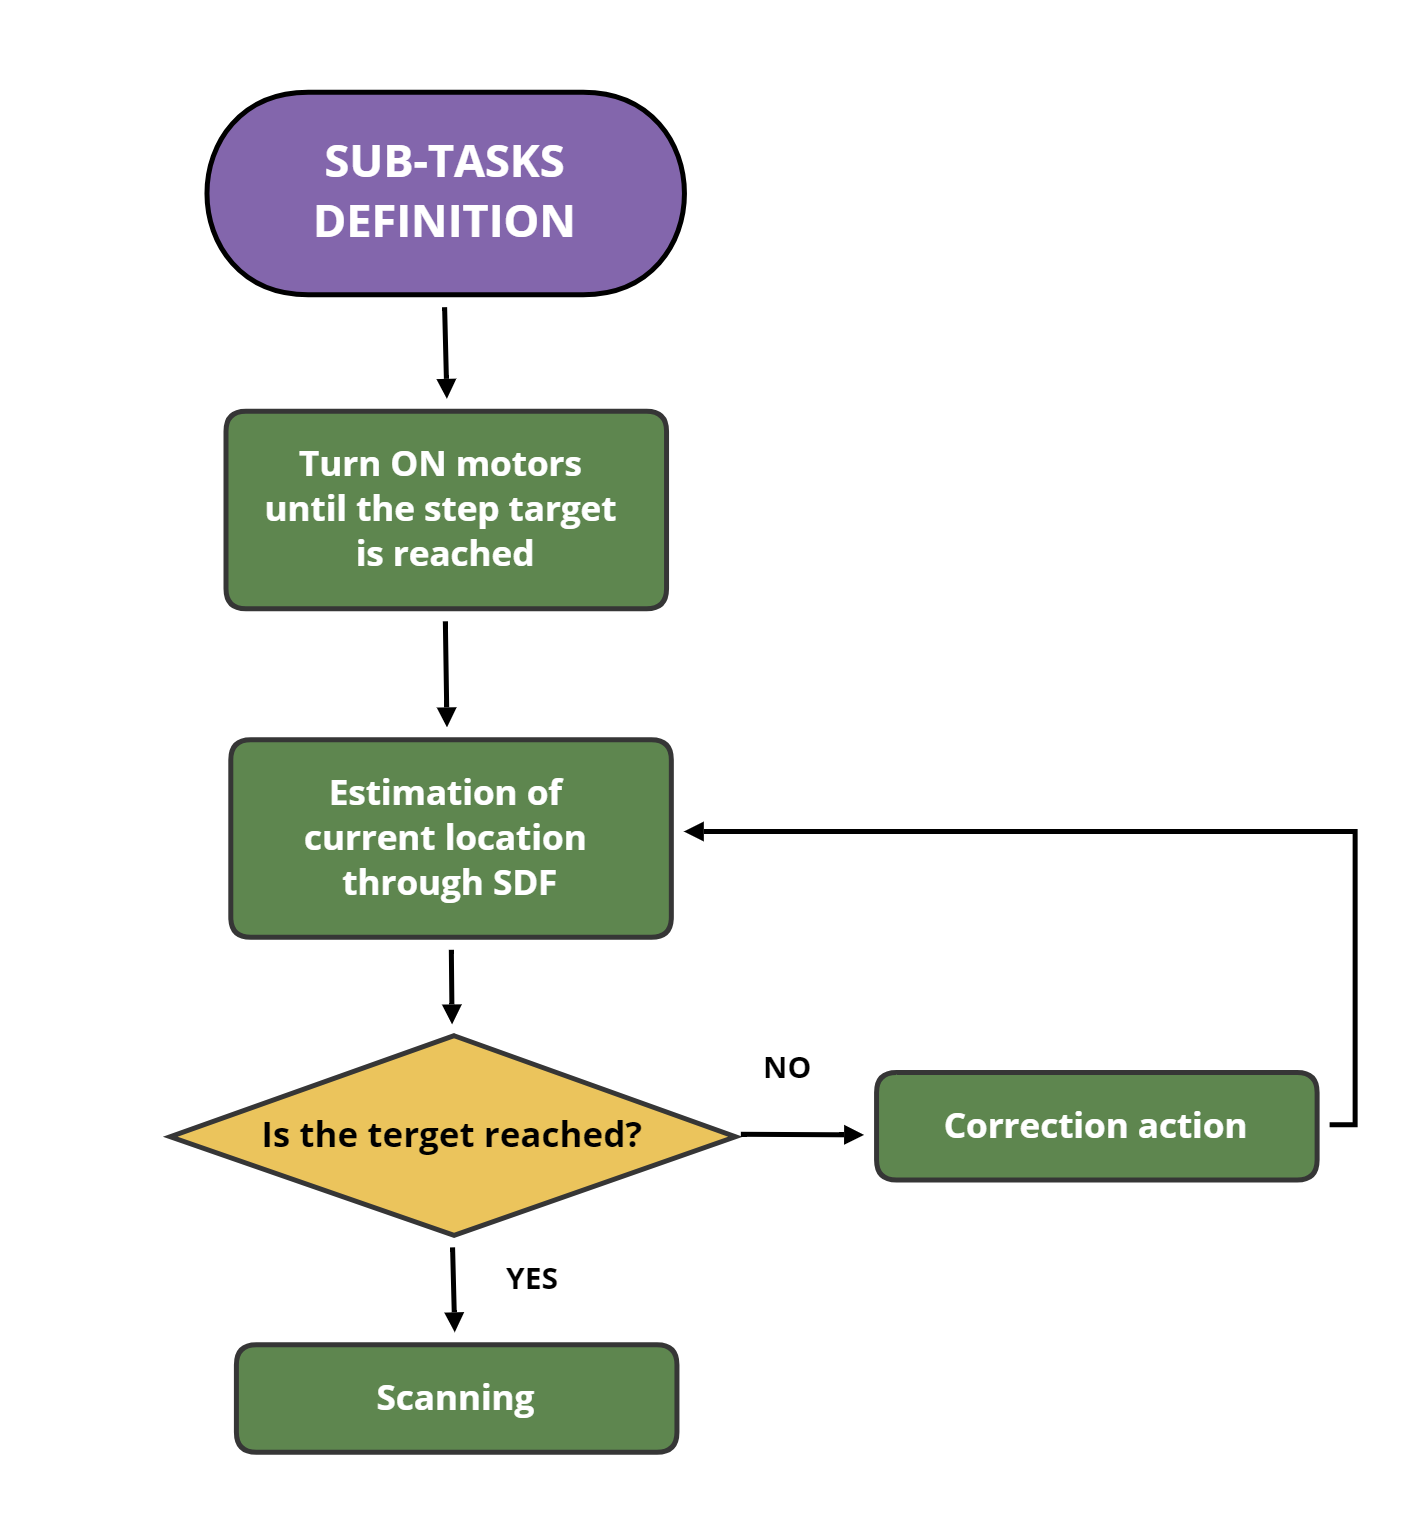 SUB-TASKS
DEFINITION
Turn ON motors
until the step target
is reached
Estimation of
current location
through SDF
Is the terget reached?
NO
Correction action
YES
Scanning